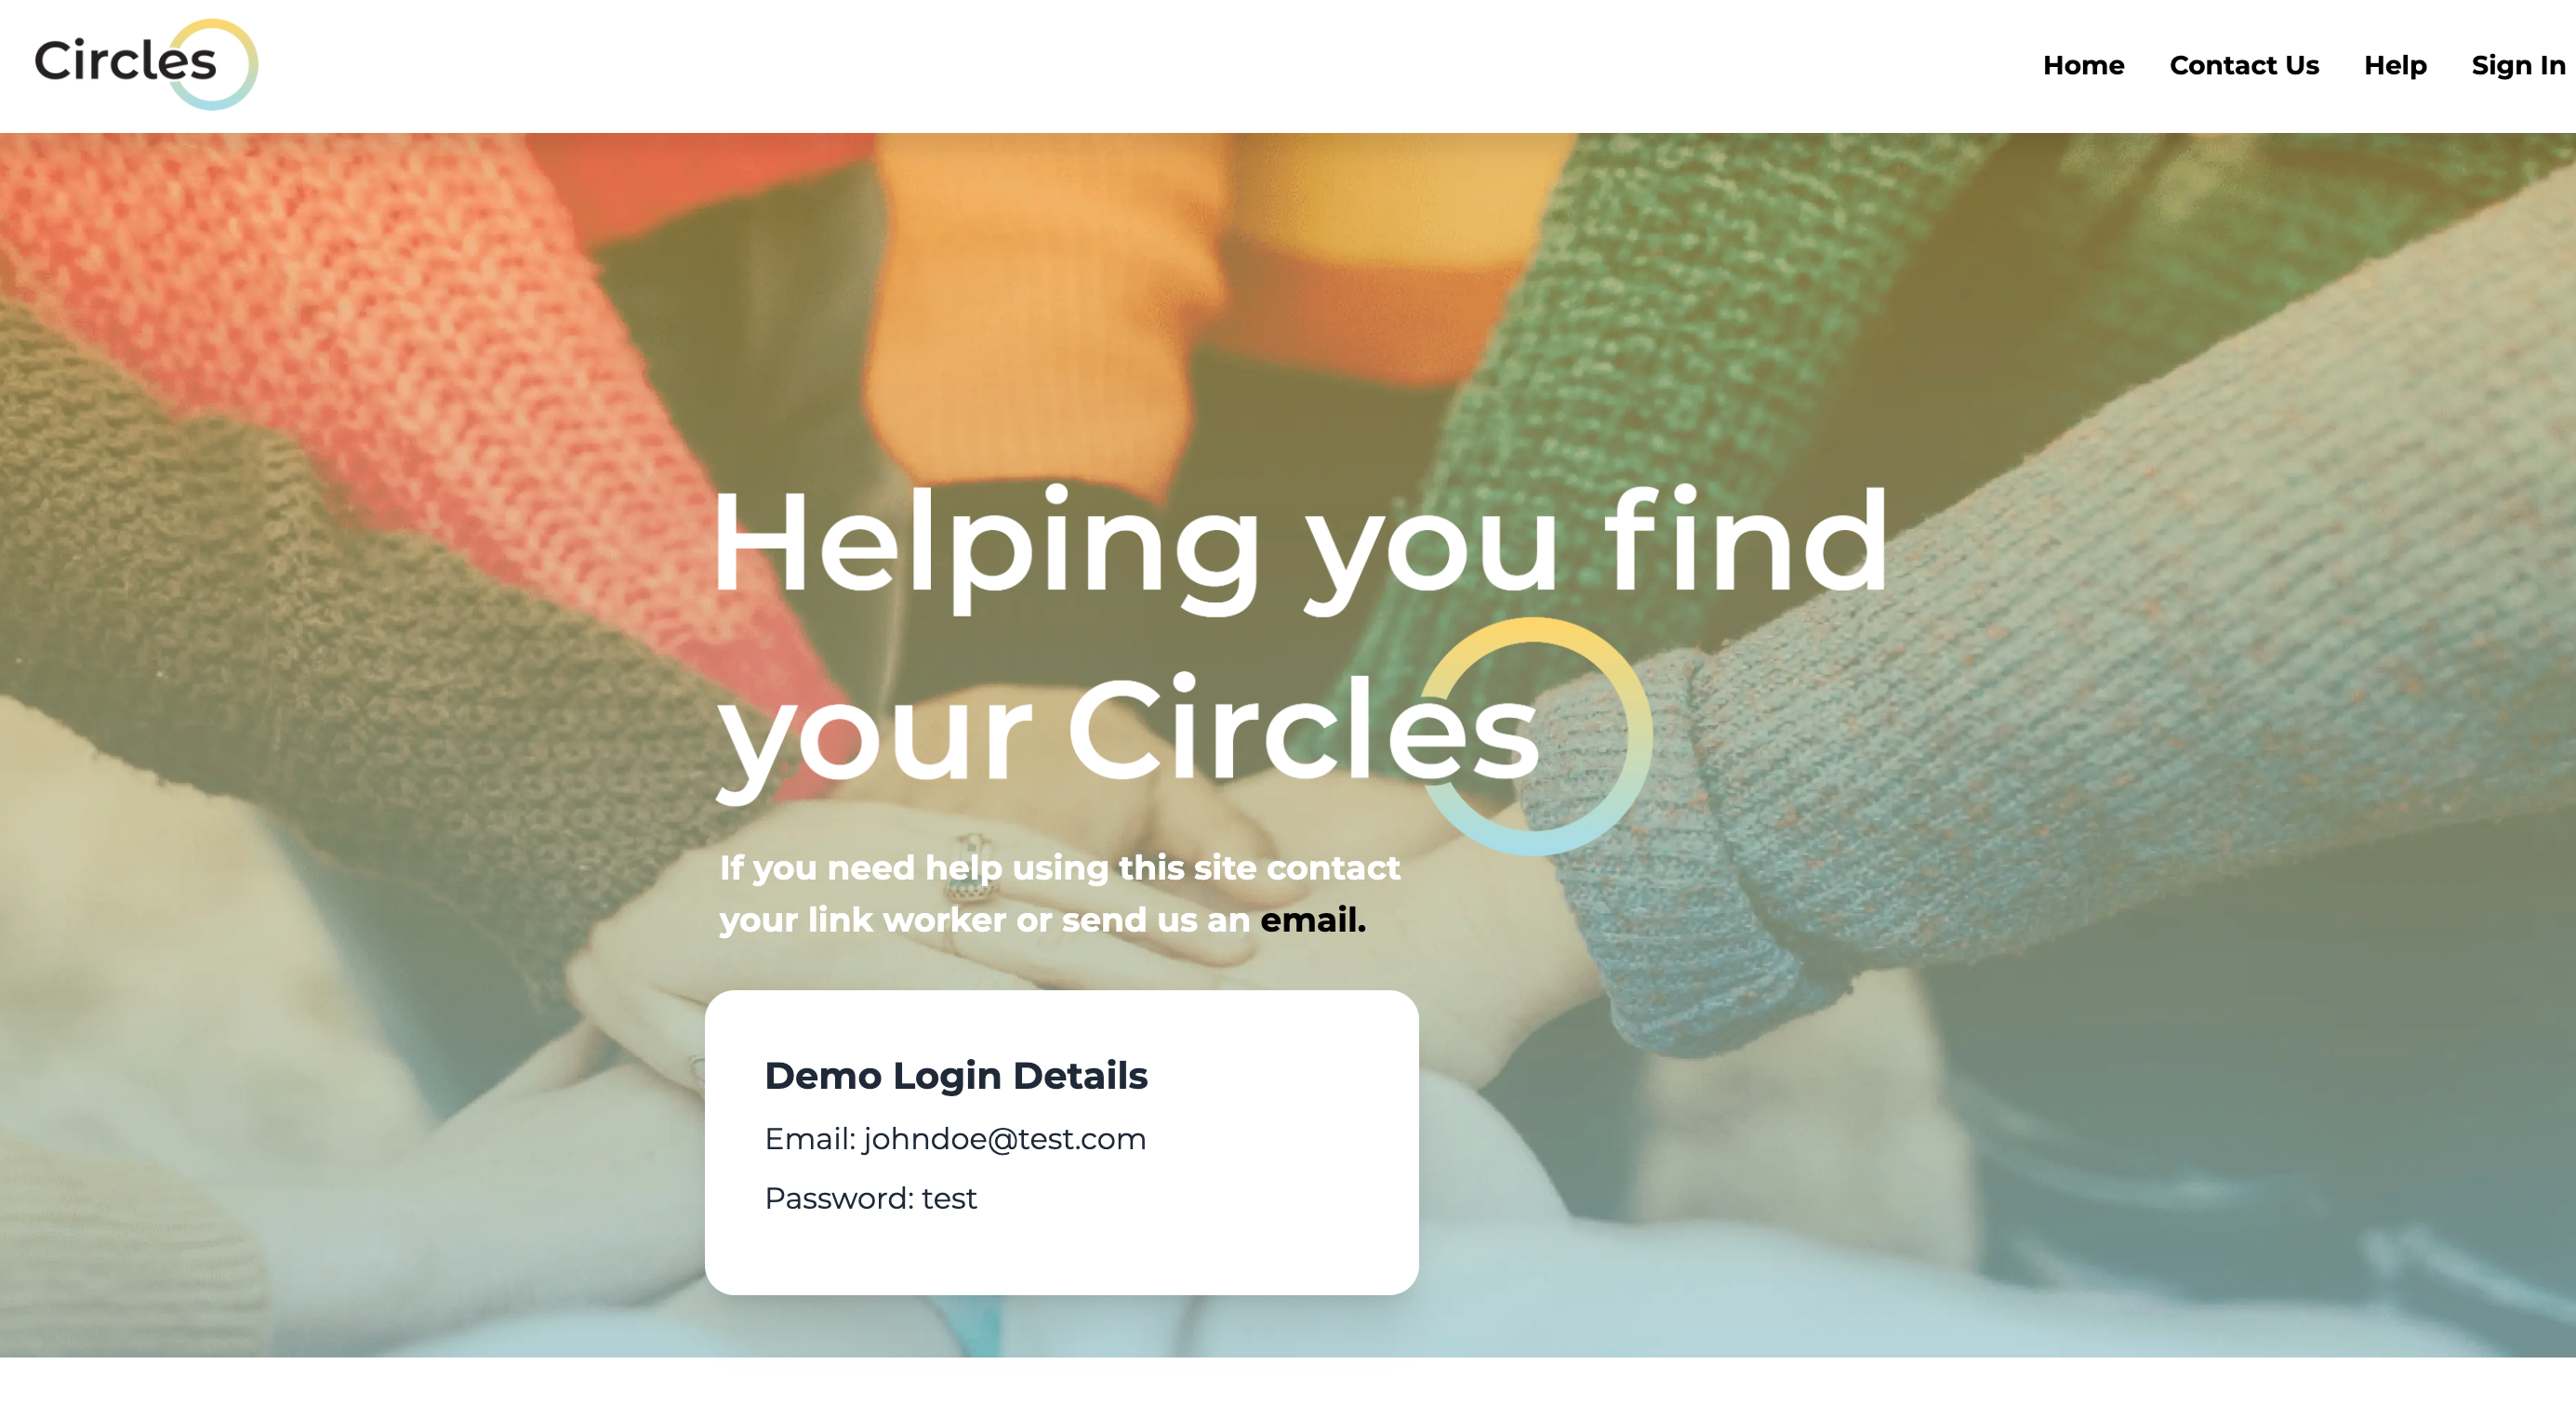 Circles
Home Contact Us Help Sign In
Helping you find
your Circles
If you need help using this site contact
your link worker or send us an email.
Demo Login Details
Email: johndoe@test.com
Password: test